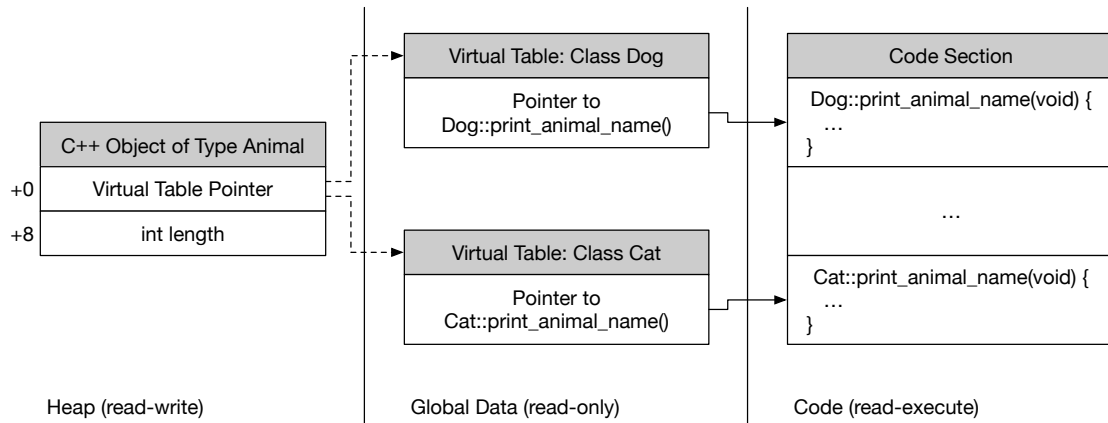 C++ Object of Type Animal
+0
Virtual Table Pointer
+8
int length
Heap (read-write)
Virtual Table: Class Dog
Pointer to
Dog::print_animal_name()
Virtual Table: Class Cat
Pointer to
Cat::print_animal_name()
Global Data (read-only)
Code Section
Dog::print_animal_name(void) {
...
}
...
Cat::print_animal_name(void) {
...
}
Code (read-execute)